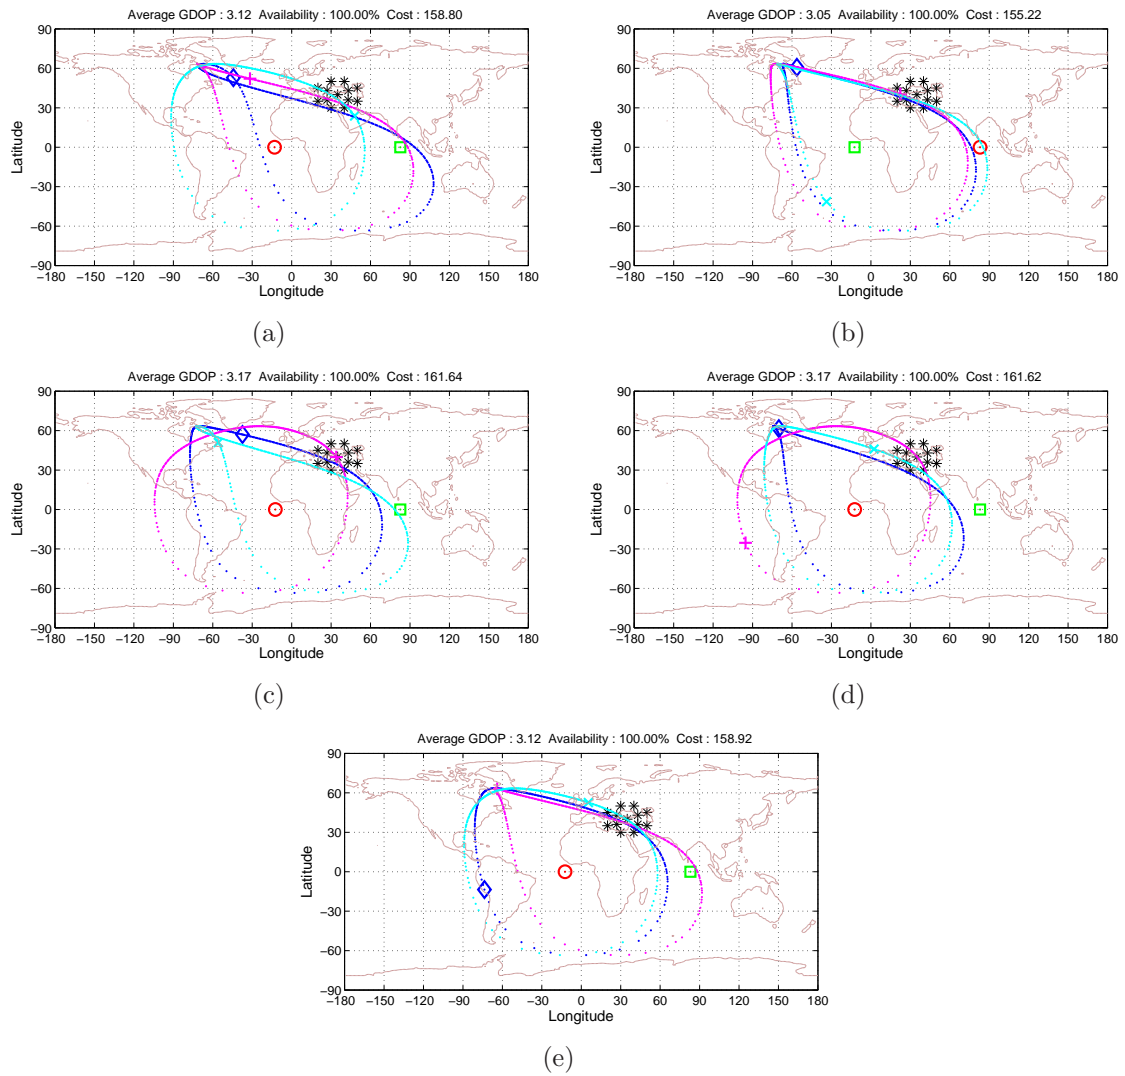 Average GDOP : 3.12 Availability : 100.00% Cost : 158.80
90
60
30
0
−30
−60
−90
Latitude
−180 −150 −120 −90 −60 −30 0 30 60 90 120 150 180
Longitude
(a)
Average GDOP : 3.05 Availability : 100.00% Cost : 155.22
90
60
30
0
−30
−60
−90
Latitude
−180 −150 −120 −90 −60 −30 0 30 60 90 120 150 180
Longitude
(b)
Average GDOP : 3.17 Availability : 100.00% Cost : 161.64
90
60
30
0
−30
−60
−90
Latitude
−180 −150 −120 −90 −60 −30 0 30 60 90 120 150 180
Longitude
(c)
Average GDOP : 3.17 Availability : 100.00% Cost : 161.62
90
60
30
0
−30
−60
−90
Latitude
−180 −150 −120 −90 −60 −30 0 30 60 90 120 150 180
Longitude
(d)
Average GDOP : 3.12 Availability : 100.00% Cost : 158.92
90
60
30
0
−30
−60
−90
Latitude
−180 −150 −120 −90 −60 −30 0 30 60 90 120 150 180
Longitude
(e)